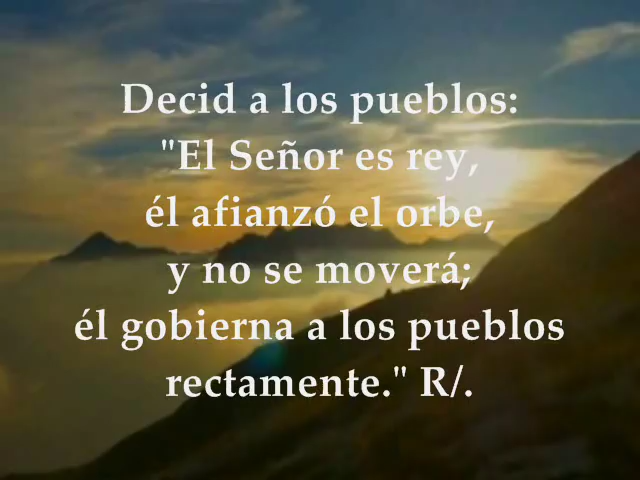 Decid a los pueblos:
"El Señor es rey,
él afianzó el orbe,
y no se moverá;
él gobierna a los pueblos
rectamente." R/.